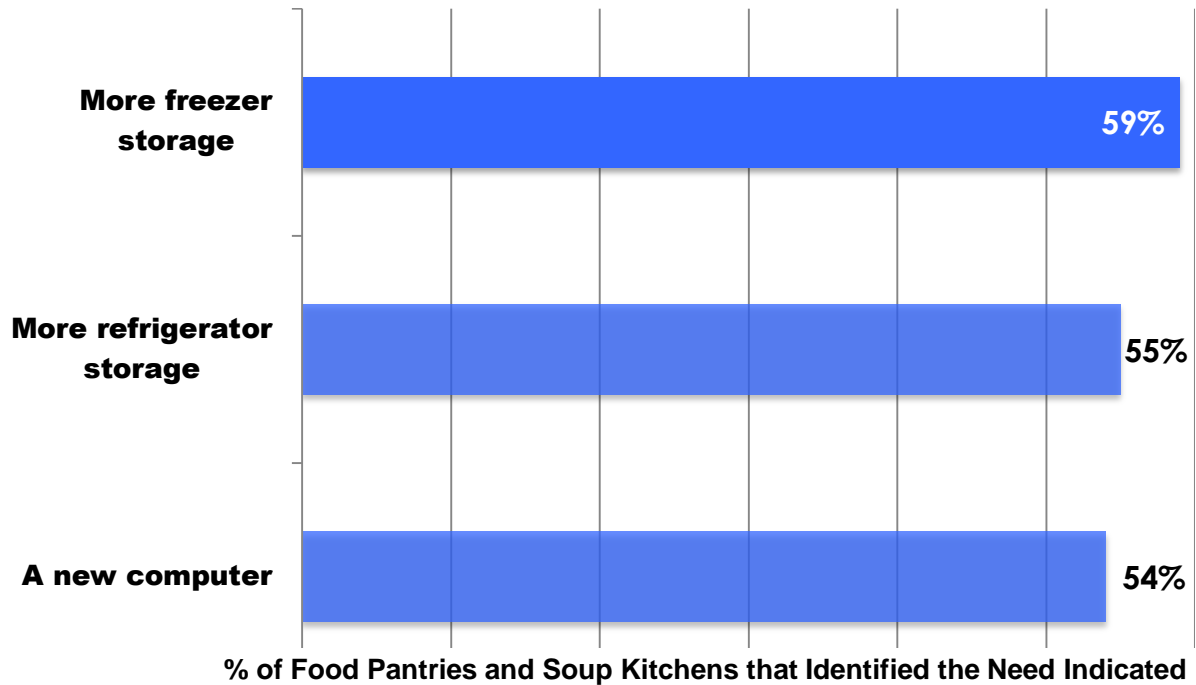 More freezer
storage
59%
More refrigerator
storage
55%
A new computer
54%
% of Food Pantries and Soup Kitchens that Identified the Need Indicated